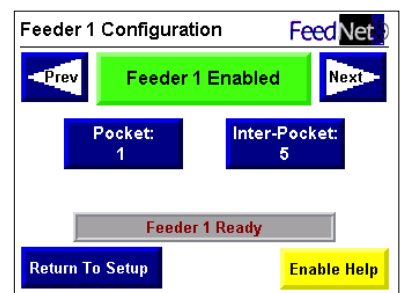 Feeder 1 Configuration
FeedNet
Prev
Feeder 1 Enabled
Next
Pocket:
1
Inter-Pocket:
5
Feeder 1 Ready
Return To Setup
Enable Help